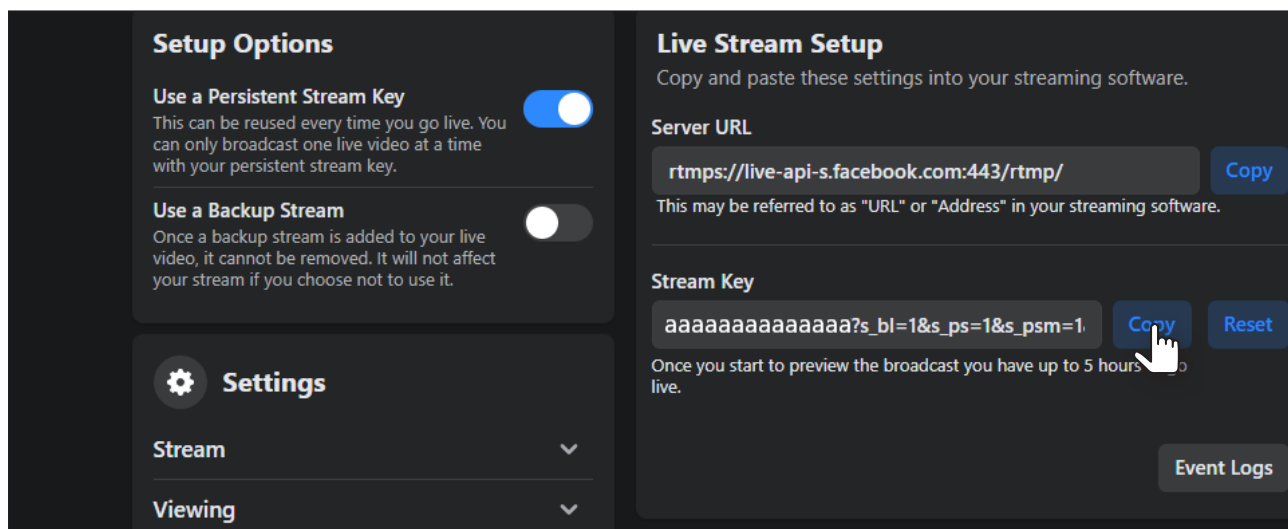 Setup Options
Use a Persistent Stream Key
This can be reused every time you go live. You
can only broadcast one live video at a time
with your persistent stream key.
Use a Backup Stream
Once a backup stream is added to your live
video, it cannot be removed. It will not affect
your stream if you choose not to use it.
Settings
Stream
Viewing
Live Stream Setup
Copy and paste these settings into your streaming software.
Server URL
rtmps://live-api-s.facebook.com:443/rtmp/
Copy
This may be referred to as "URL" or "Address" in your streaming software.
Stream Key
aaaaaaaaaaaaaa?s_bl=1&s_ps=1&s_psm=1
Copy
Reset
Once you start to preview the broadcast you have up to 5 hours go
live.
Event Logs